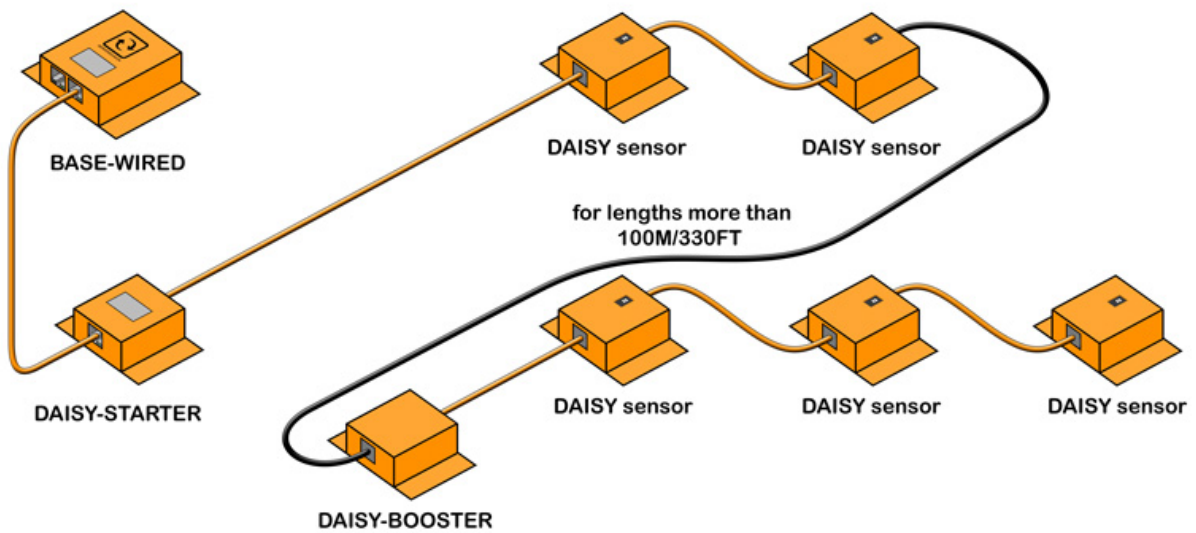 BASE-WIRED
DAISY sensor
DAISY sensor
for lengths more than
100M/330FT
DAISY-STARTER
DAISY sensor
DAISY sensor
DAISY sensor
DAISY-BOOSTER